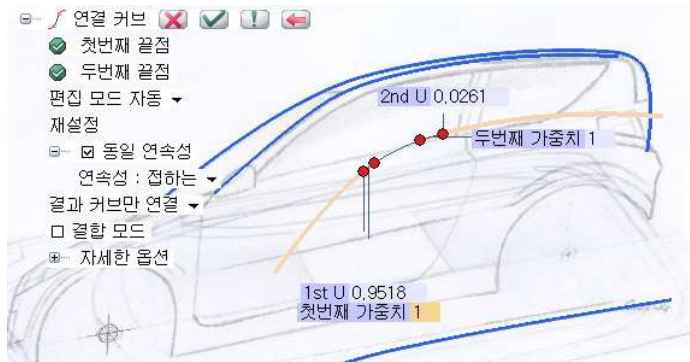 연결 커브
첫번째 끝점
두번째 끝점
편집 모드 자동
재설정
동일 연속성
연속성 : 접하는
결과 커브만 연결
결합 모드
자세한 옵션
2nd U 0,0261
두번째 가중치 1
1st U 0,9518
첫번째 가중치 1